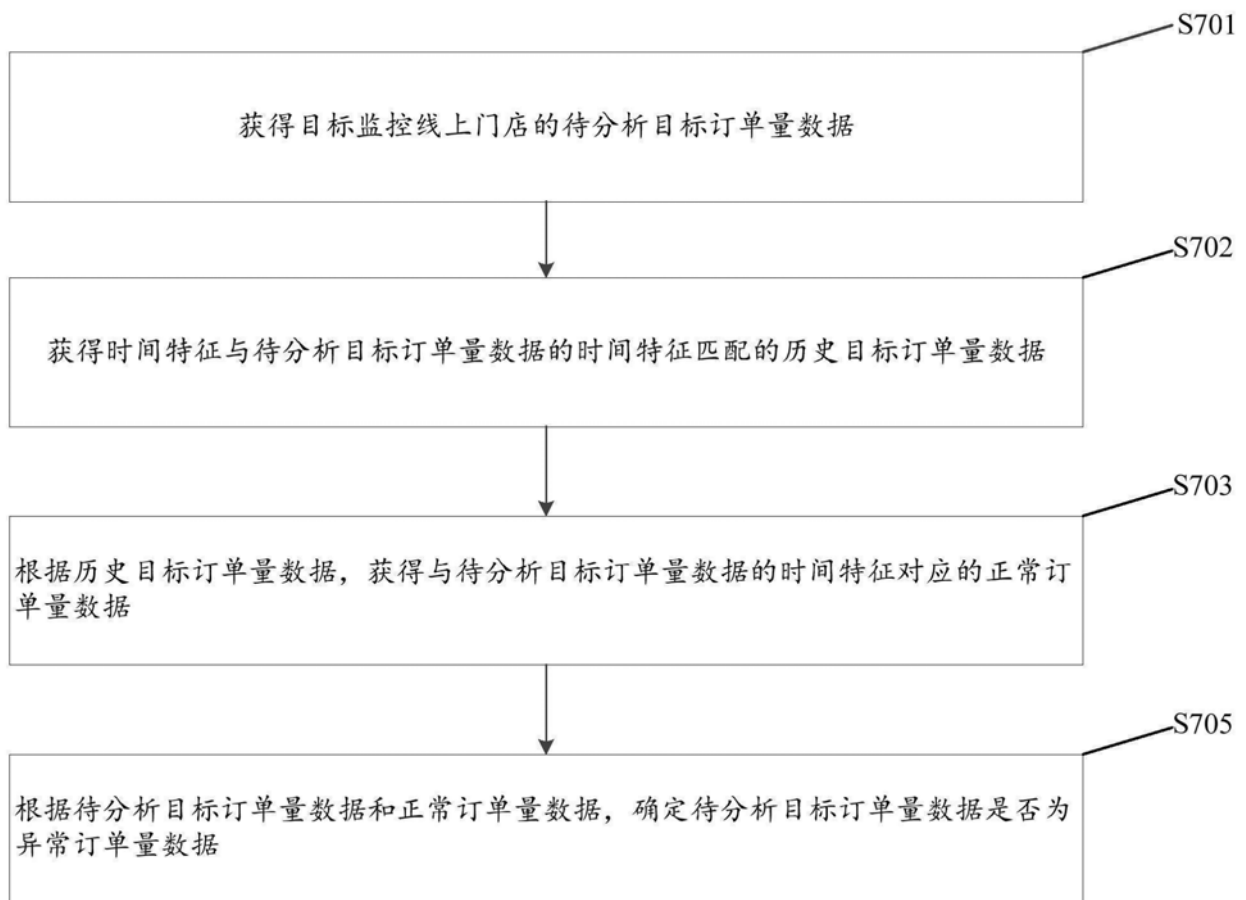 S701
获得目标监控线上门店的待分析目标订单量数据
S702
获得时间特征与待分析目标订单量数据的时间特征匹配的历史目标订单量数据
S703
根据历史目标订单量数据，获得与待分析目标订单量数据的时间特征对应的正常订
单量数据
S705
根据待分析目标订单量数据和正常订单量数据，确定待分析目标订单量数据是否为
异常订单量数据